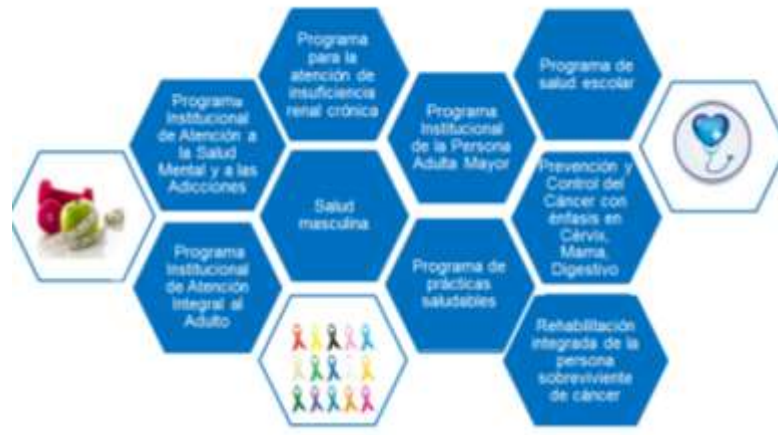 Programa
para la
atención de
insuficiencia
renal crónica
Programa de
salud escolar
Programa
Institucional
de Atención a
la Salud
Mental y a las
Adicciones
Programa
Institucional
de la Persona
Adulta Mayor
Salud
masculina
Prevención y
Control del
Cáncer con
énfasis en
Cérvix,
Mama,
Digestivo
Programa
Institucional
de Atención
Integral al
Adulto
Programa de
prácticas
saludables
Rehabilitación
integrada de la
persona
sobreviviente
de cáncer